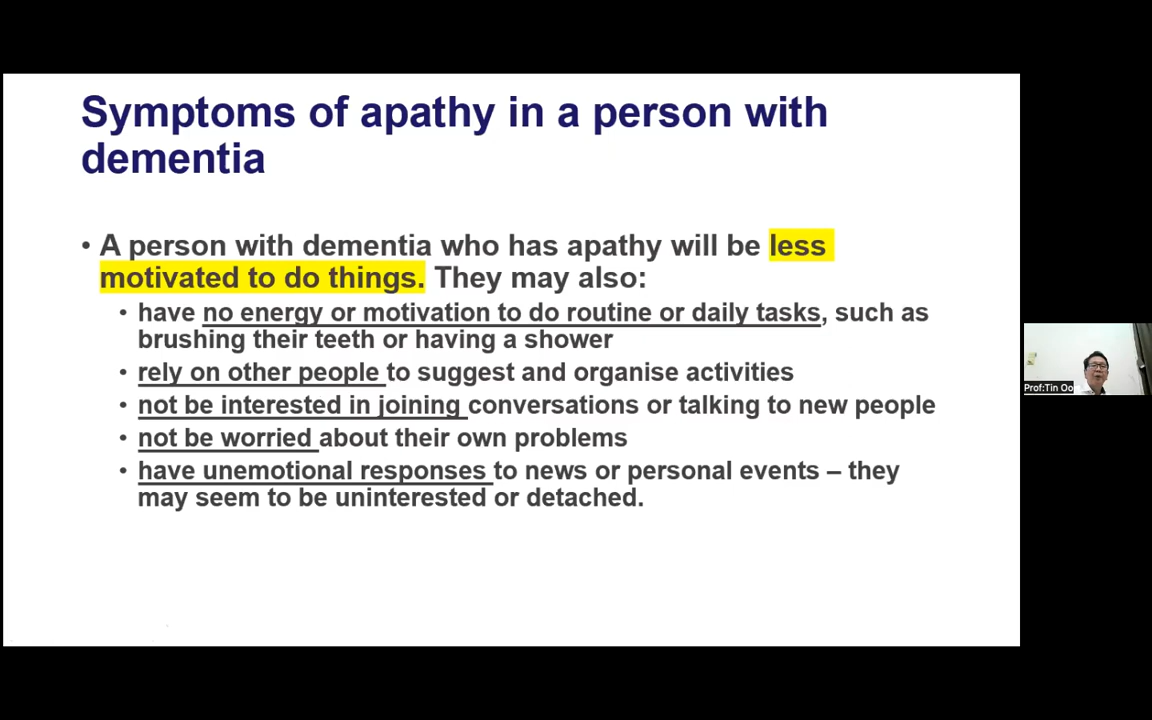 Symptoms of apathy in a person with
dementia
• A person with dementia who has apathy will be less
motivated to do things. They may also:
• have no energy or motivation to do routine or daily tasks, such as
brushing their teeth or having a shower
• rely on other people to suggest and organise activities
• not be interested in joining conversations or talking to new people
• not be worried about their own problems
• have unemotional responses to news or personal events – they
may seem to be uninterested or detached.
Prof:Tin Oo